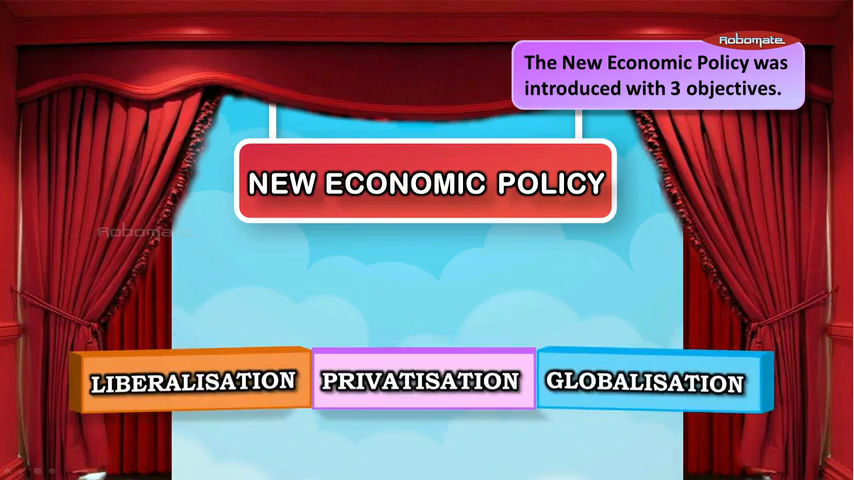 Robomate
The New Economic Policy was
introduced with 3 objectives.
NEW ECONOMIC POLICY
Robomate
LIBERALISATION PRIVATISATION GLOBALISATION